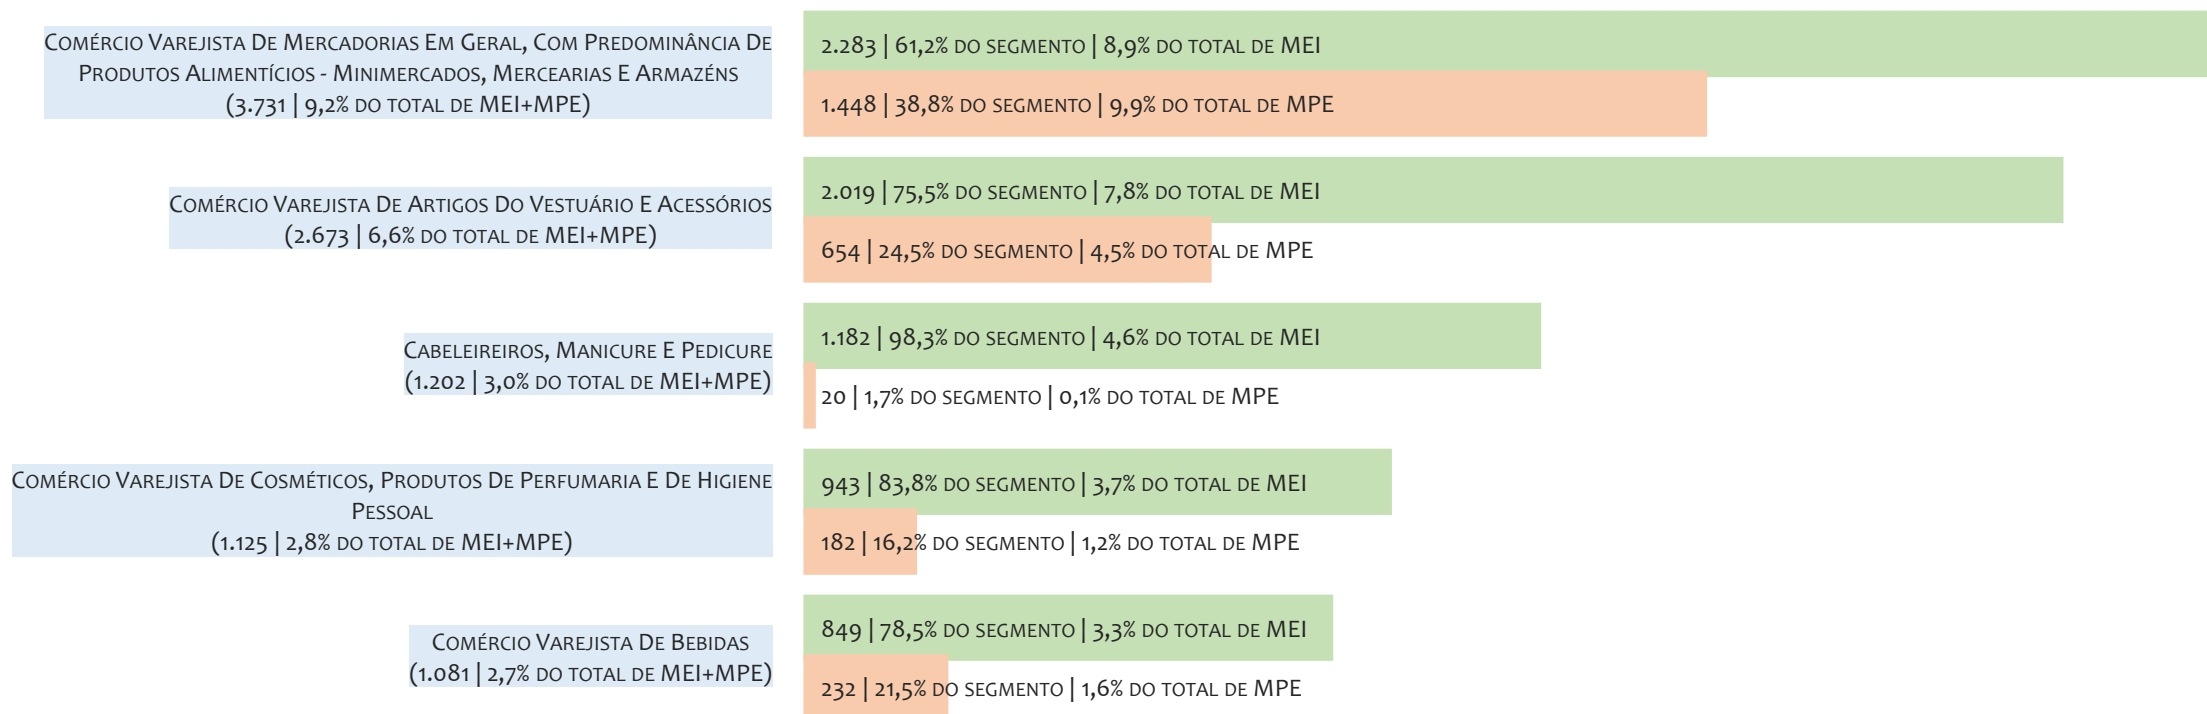 Comércio Varejista De Mercadorias Em Geral, Com Predominância De
Produtos Alimentícios - Minimercados, Mercearias E Armazéns
(3.731 | 9,2% do total de MEI+MPE)
2.283 | 61,2% do segmento | 8,9% do total de MEI
1.448 | 38,8% do segmento | 9,9% do total de MPE
Comércio Varejista De Artigos Do Vestuário E Acessórios
(2.673 | 6,6% do total de MEI+MPE)
2.019 | 75,5% do segmento | 7,8% do total de MEI
654 | 24,5% do segmento | 4,5% do total de MPE
Cabeleireiros, Manicure E Pedicure
(1.202 | 3,0% do total de MEI+MPE)
1.182 | 98,3% do segmento | 4,6% do total de MEI
20 | 1,7% do segmento | 0,1% do total de MPE
Comércio Varejista De Cosméticos, Produtos De Perfumaria E De Higiene
Pessoal
(1.125 | 2,8% do total de MEI+MPE)
943 | 83,8% do segmento | 3,7% do total de MEI
182 | 16,2% do segmento | 1,2% do total de MPE
Comércio Varejista De Bebidas
(1.081 | 2,7% do total de MEI+MPE)
849 | 78,5% do segmento | 3,3% do total de MEI
232 | 21,5% do segmento | 1,6% do total de MPE